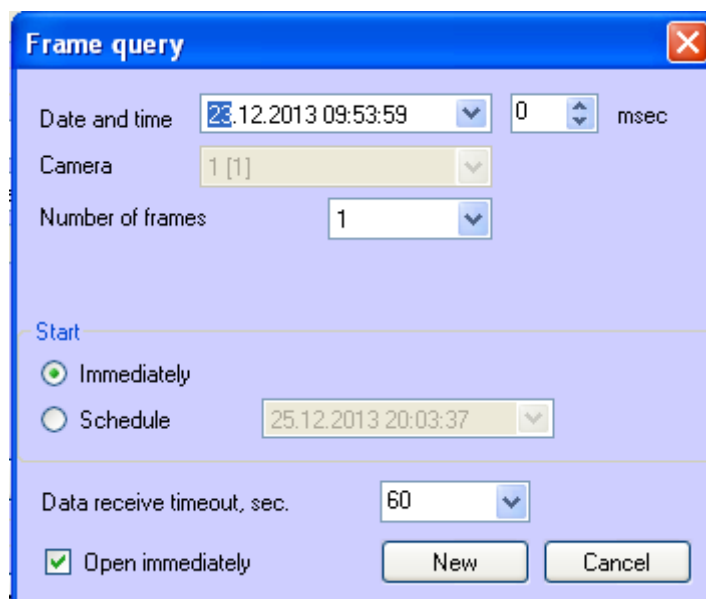 Frame query
Date and time 23.12.2013 09:53:59 0 msec
Camera 1 [1]
Number of frames 1
Start
Immediately
Schedule 25.12.2013 20:03:37
Data receive timeout, sec. 60
Open immediately New Cancel